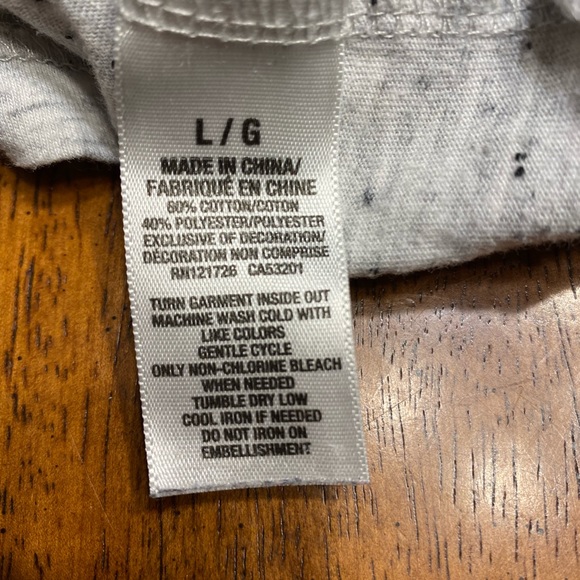 L / G
MADE IN CHINA/
FABRIQUÉ EN CHINE
60% COTTON/COTON
40% POLYESTER/POLYESTER
EXCLUSIVE OF DECORATION/
DÉCORATION NON COMPRISE
RN121726 CA53201
TURN GARMENT INSIDE OUT
MACHINE WASH COLD WITH
LIKE COLORS
GENTLE CYCLE
ONLY NON-CHLORINE BLEACH
WHEN NEEDED
TUMBLE DRY LOW
COOL IRON IF NEEDED
DO NOT IRON ON
EMBELLISHMENT